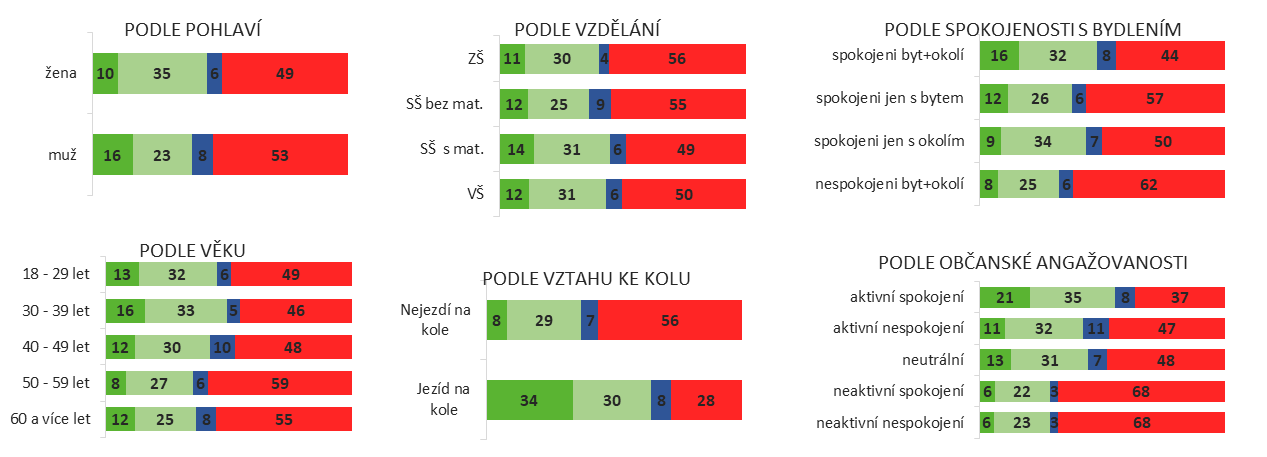 PODLE POHLAVÍ
žena 10 35 6 49
muž 16 23 8 53
PODLE VZDĚLÁNÍ
ZŠ 11 30 4 56
SŠ bez mat. 12 25 9 55
SŠ s mat. 14 31 6 49
VŠ 12 31 6 50
PODLE SPOKOJENOSTI S BYDLENÍM
spokojeni byt+okolí 16 32 8 44
spokojeni jen s bytem 12 26 6 57
spokojeni jen s okolím 9 34 7 50
nespokojeni byt+okolí 8 25 6 62
PODLE VĚKU
18 - 29 let 13 32 6 49
30 - 39 let 16 33 5 46
40 - 49 let 12 30 10 48
50 - 59 let 8 27 6 59
60 a více let 12 25 8 55
PODLE VZTAHU KE KOLU
Nejezdí na
kole
8 29 7 56
Jezíd na
kole
34 30 8 28
PODLE OBČANSKÉ ANGAŽOVANOSTI
aktivní spokojení 21 35 8 37
aktivní nespokojení 11 32 11 47
neutrální 13 31 7 48
neaktivní spokojení 6 22 3 68
neaktivní nespokojení 6 23 3 68